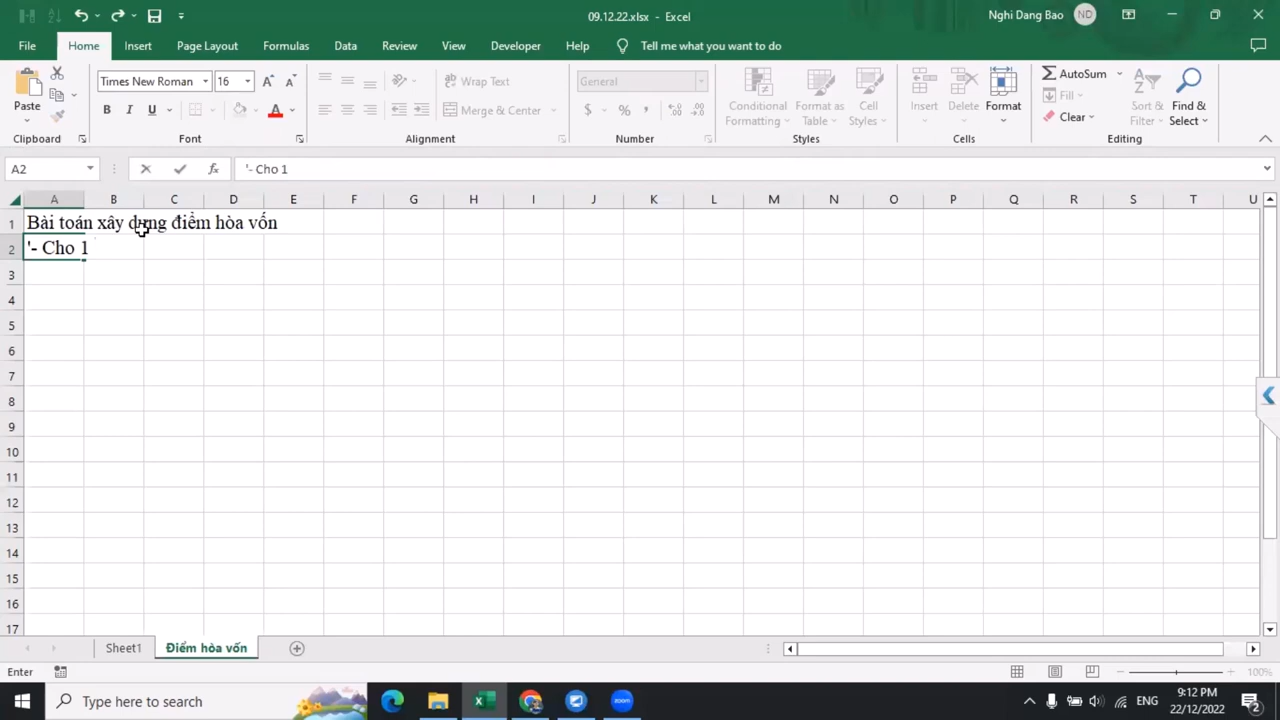 09.12.22.xlsx - Excel
Nghi Dang Bao ND
File Home Insert Page Layout Formulas Data Review View Developer Help Tell me what you want to do
Paste
Clipboard
Times New Roman 16
B I U
Font
Wrap Text
Merge & Center
Alignment
General
$ % ,
Number
Conditional Formatting
Format as Table
Cell Styles
Styles
Insert
Delete
Format
Cells
AutoSum
Fill
Clear
Sort & Filter
Find & Select
Editing
A2
fx
'- Cho 1
A B C D E F G H I J K L M N O P Q R S T U
1 Bài toán xây dựng điểm hòa vốn
2 '- Cho 1
3
4
5
6
7
8
9
10
11
12
13
14
15
16
17
Sheet1 Điểm hòa vốn
Enter
100%
Type here to search
zoom
ENG
9:12 PM
22/12/2022
2